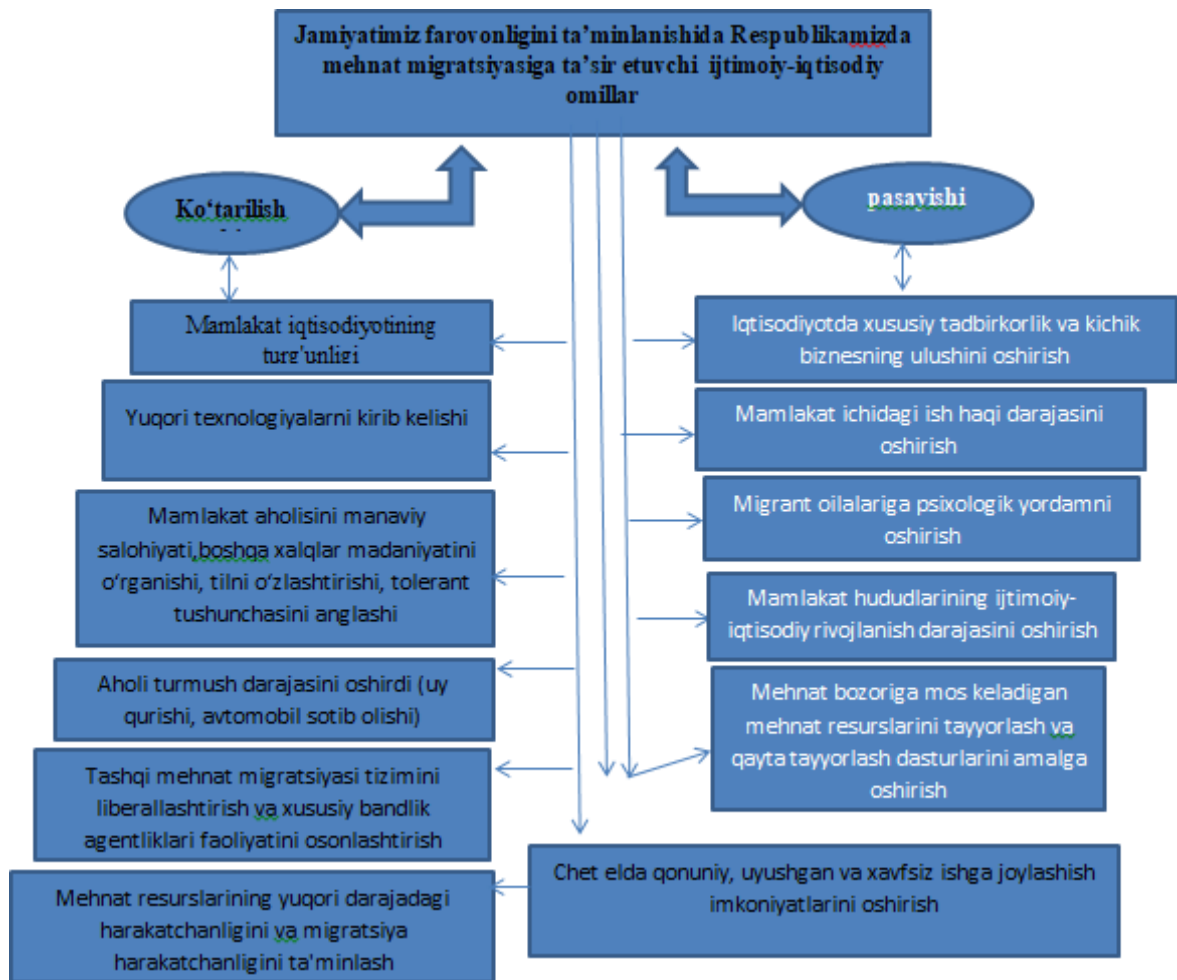 Jamiyatimiz farovonligini ta’minlanishida Respublikamizda
mehnat migratsiyasiga ta’sir etuvchi ijtimoiy-iqtisodiy
omillar
Ko‘tarilish
pasayishi
Mamlakat iqtisodiyotining
turg'unligi
Yuqori texnologiyalarni kirib kelishi
Mamlakat aholisini manaviy
salohiyati,boshqa xalqlar madaniyatini
o‘rganishi, tilni o‘zlashtirishi, tolerant
tushunchasini anglashi
Aholi turmush darajasini oshirdi (uy
qurishi, avtomobil sotib olishi)
Tashqi mehnat migratsiyasi tizimini
liberallashtirish va xususiy bandlik
agentliklari faoliyatini osonlashtirish
Mehnat resurslarining yuqori darajadagi
harakatchanligini va migratsiya
harakatchanligini ta'minlash
Iqtisodiyotda xususiy tadbirkorlik va kichik
biznesning ulushini oshirish
Mamlakat ichidagi ish haqi darajasini
oshirish
Migrant oilalariga psixologik yordamni
oshirish
Mamlakat hududlarining ijtimoiy-
iqtisodiy rivojlanish darajasini oshirish
Mehnat bozoriga mos keladigan
mehnat resurslarini tayyorlash va
qayta tayyorlash dasturlarini amalga
oshirish
Chet elda qonuniy, uyushgan va xavfsiz ishga joylashish
imkoniyatlarini oshirish